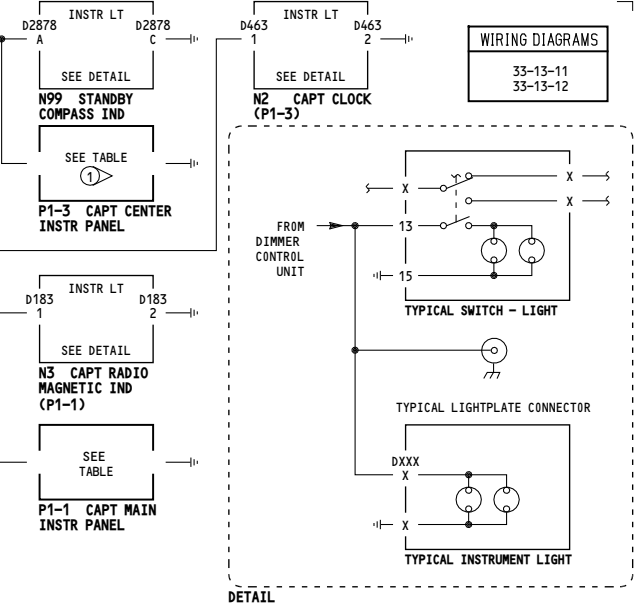 INSTR LT
D2878 D2878
A C
SEE DETAIL
N99 STANDBY
COMPASS IND
INSTR LT
D463 D463
1 2
SEE DETAIL
N2 CAPT CLOCK
(P1-3)
WIRING DIAGRAMS
33-13-11
33-13-12
SEE TABLE
1
P1-3 CAPT CENTER
INSTR PANEL
INSTR LT
D183 D183
1 2
SEE DETAIL
N3 CAPT RADIO
MAGNETIC IND
(P1-1)
SEE
TABLE
P1-1 CAPT MAIN
INSTR PANEL
X X
X
FROM
DIMMER
CONTROL
UNIT
13
15
TYPICAL SWITCH - LIGHT
TYPICAL LIGHTPLATE CONNECTOR
DXXX
X
X
TYPICAL INSTRUMENT LIGHT
DETAIL